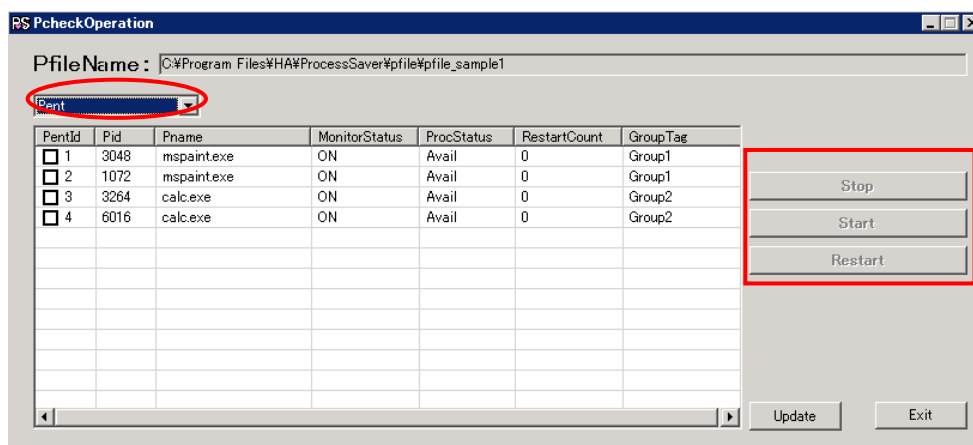 PS PcheckOperation
PfileName : C:¥Program Files¥HA¥ProcessSaver¥pfile¥pfile_sample1
Pent
PentId Pid Pname MonitorStatus ProcStatus RestartCount GroupTag
1 3048 mspaint.exe ON Avail 0 Group1
2 1072 mspaint.exe ON Avail 0 Group1
3 3264 calc.exe ON Avail 0 Group2
4 6016 calc.exe ON Avail 0 Group2
Stop
Start
Restart
Update Exit